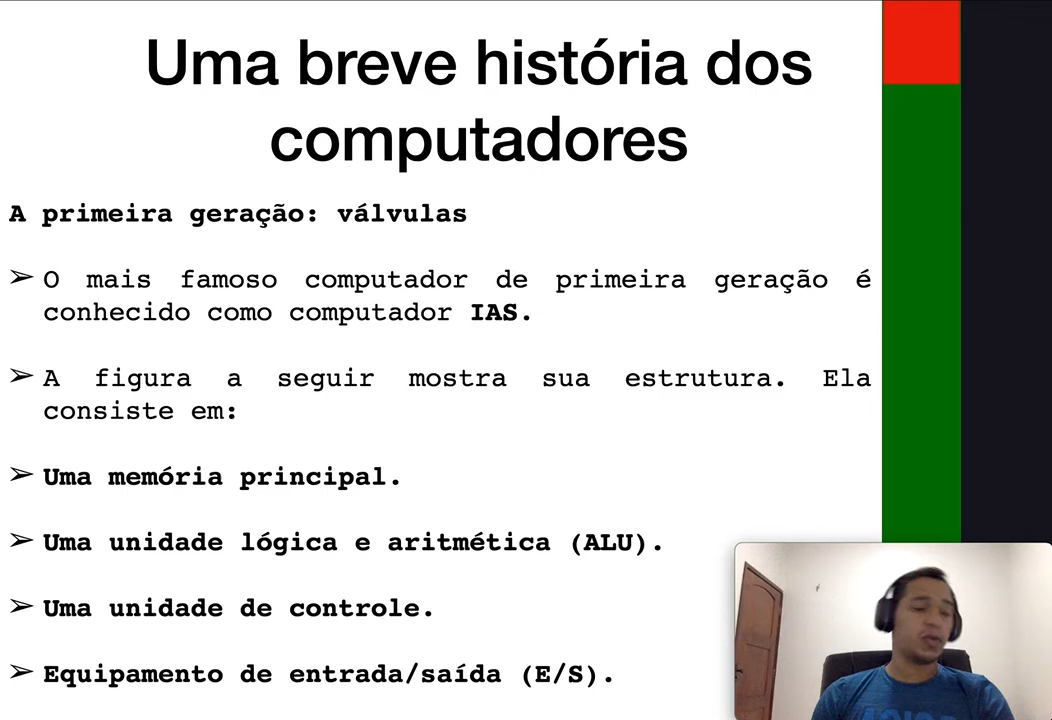 Uma breve história dos
computadores
A primeira geração: válvulas
➢ O mais famoso computador de primeira geração é
conhecido como computador IAS.
➢ A figura a seguir mostra sua estrutura. Ela
consiste em:
➢ Uma memória principal.
➢ Uma unidade lógica e aritmética (ALU).
➢ Uma unidade de controle.
➢ Equipamento de entrada/saída (E/S).